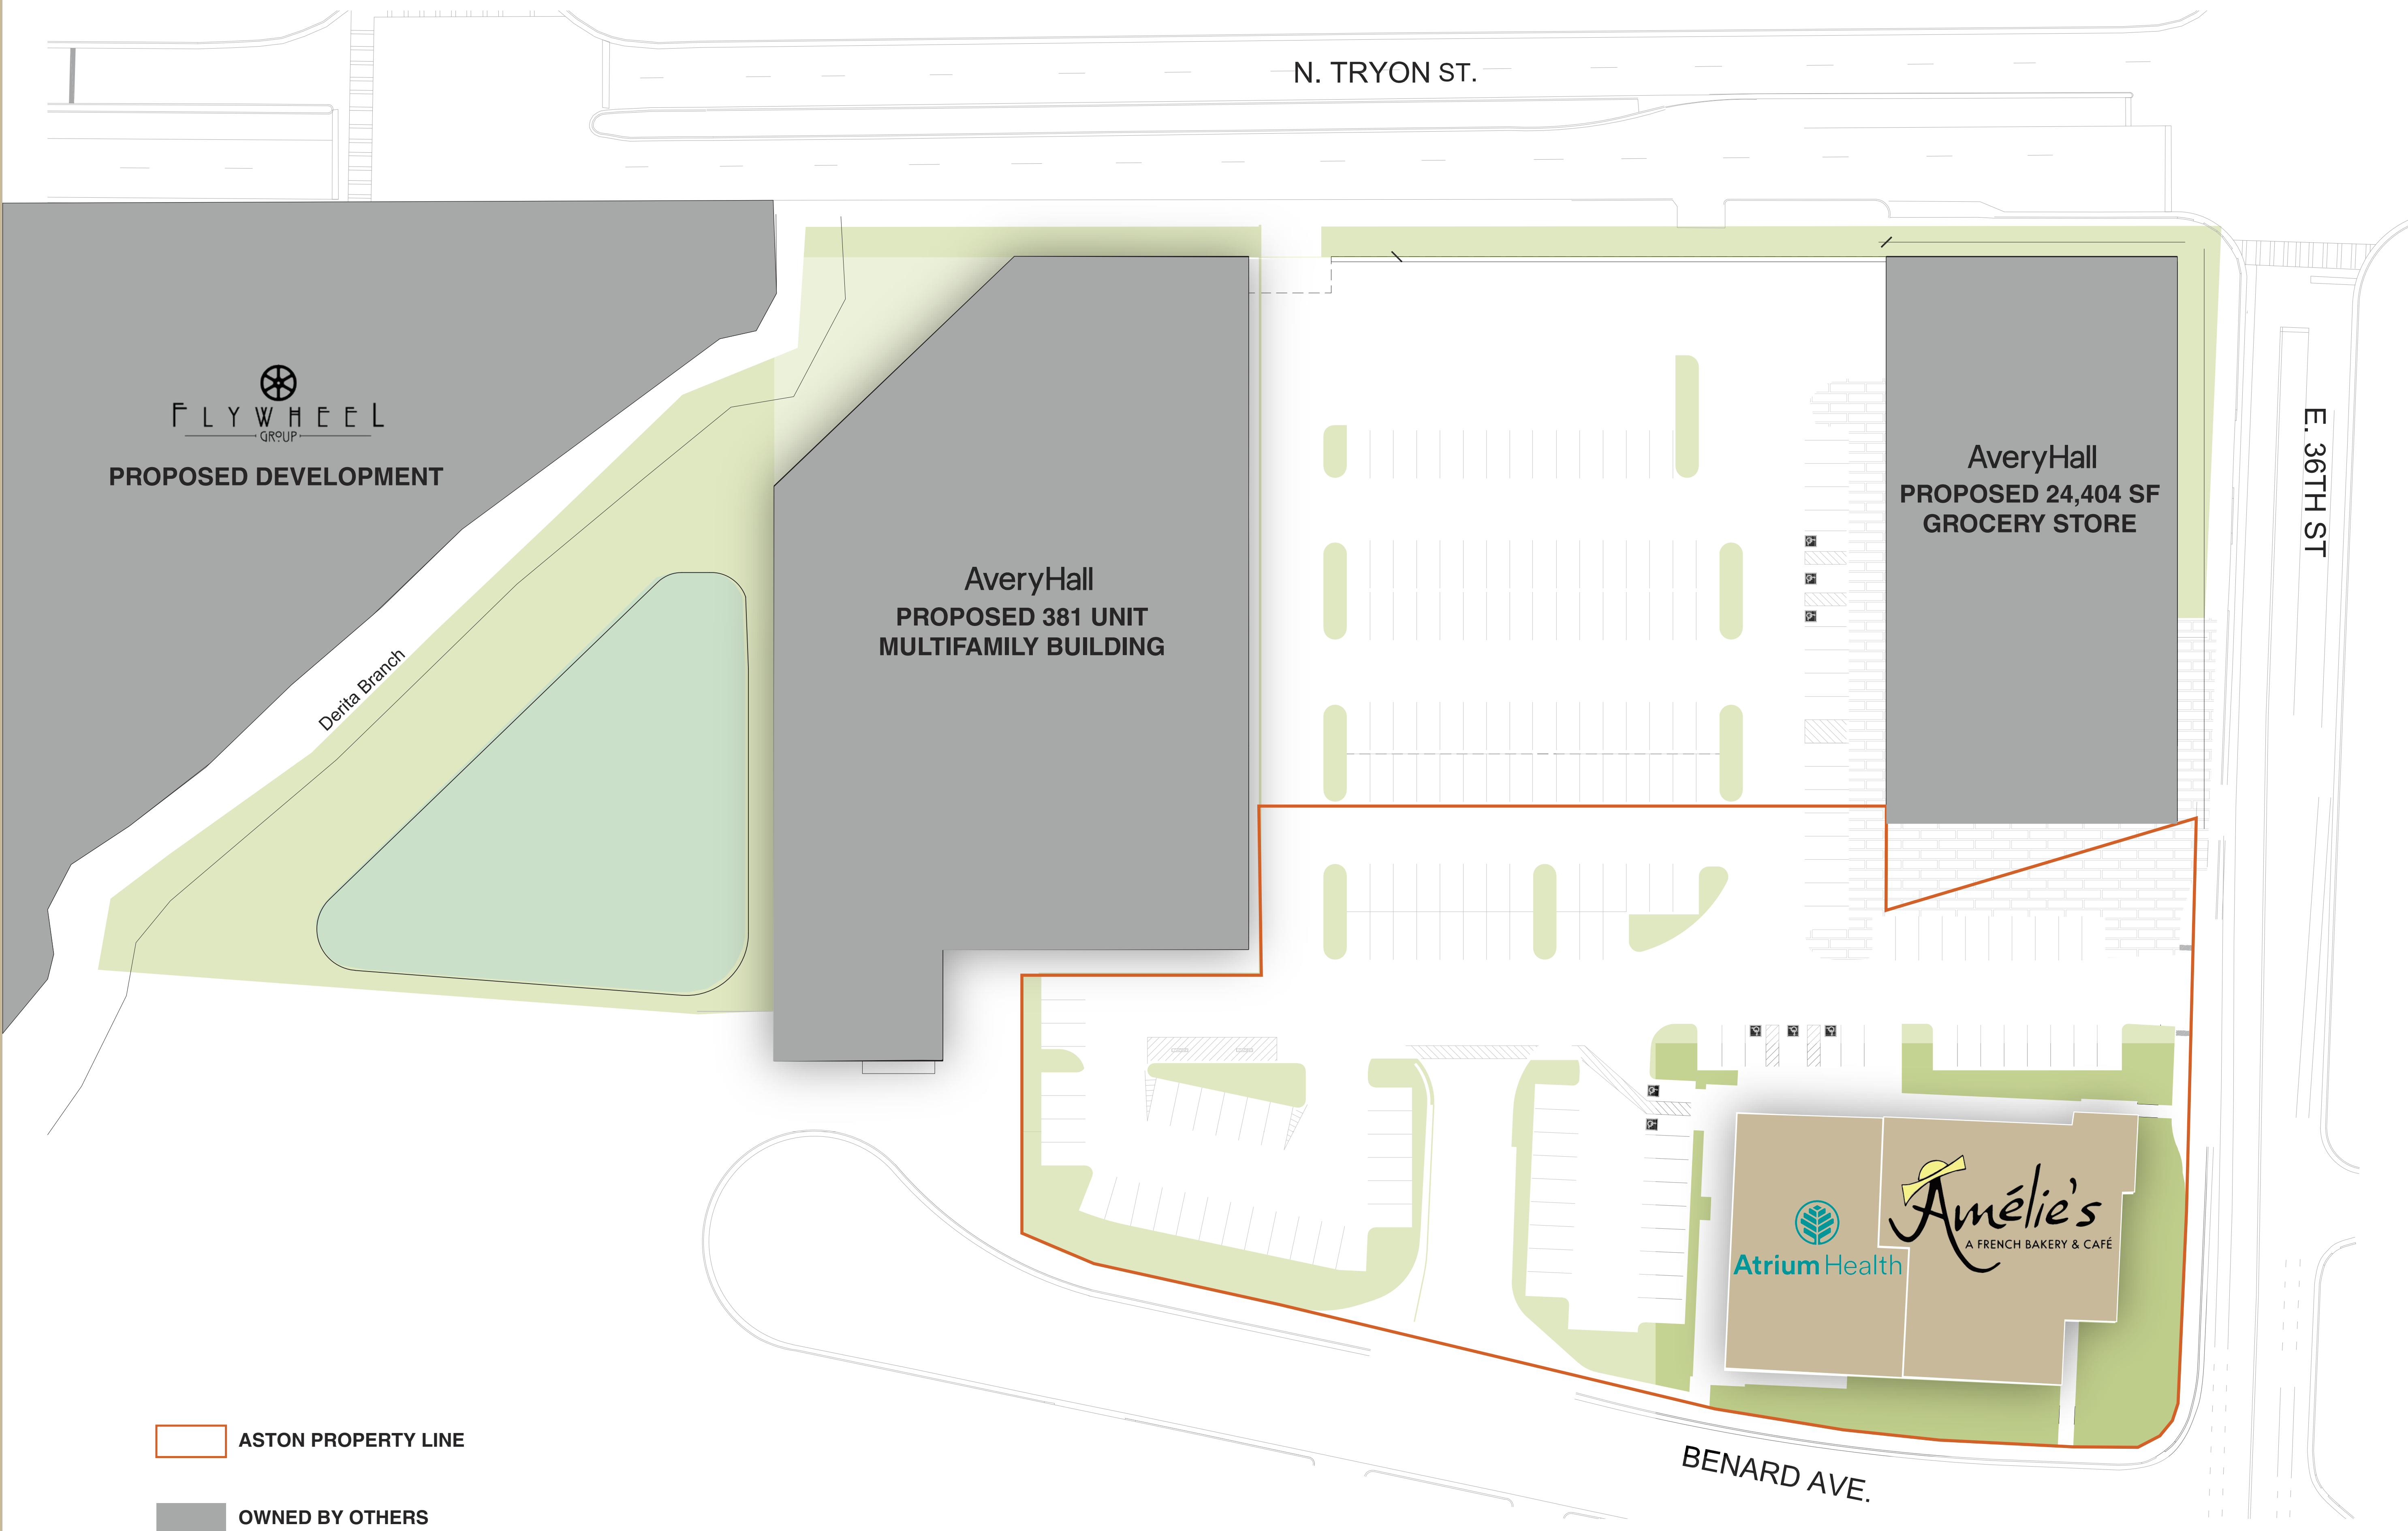 N. TRYON ST.
FLYWHEEL
GROUP
PROPOSED DEVELOPMENT
AveryHall
PROPOSED 24,404 SF
GROCERY STORE
E. 36TH ST
AveryHall
PROPOSED 381 UNIT
MULTIFAMILY BUILDING
Derita Branch
Atrium Health
Amélie's
A FRENCH BAKERY & CAFÉ
BENARD AVE.
ASTON PROPERTY LINE
OWNED BY OTHERS